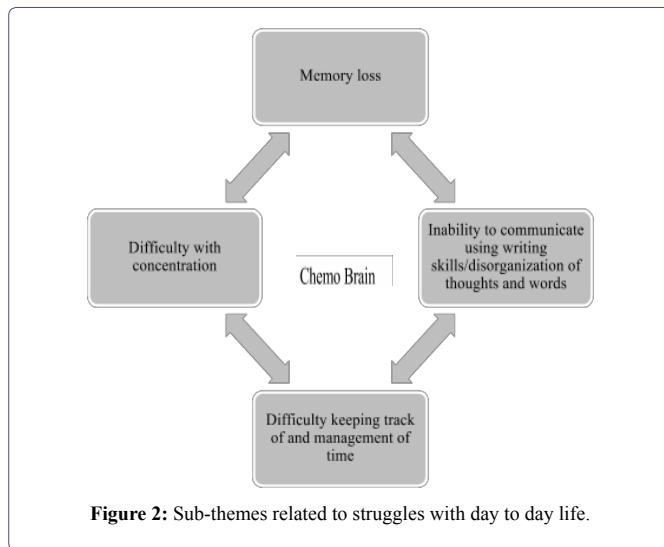 Memory loss
Difficulty with
concentration
Chemo Brain
Inability to communicate
using writing
skills/disorganization of
thoughts and words
Difficulty keeping track
of and management of
time
Figure 2: Sub-themes related to struggles with day to day life.